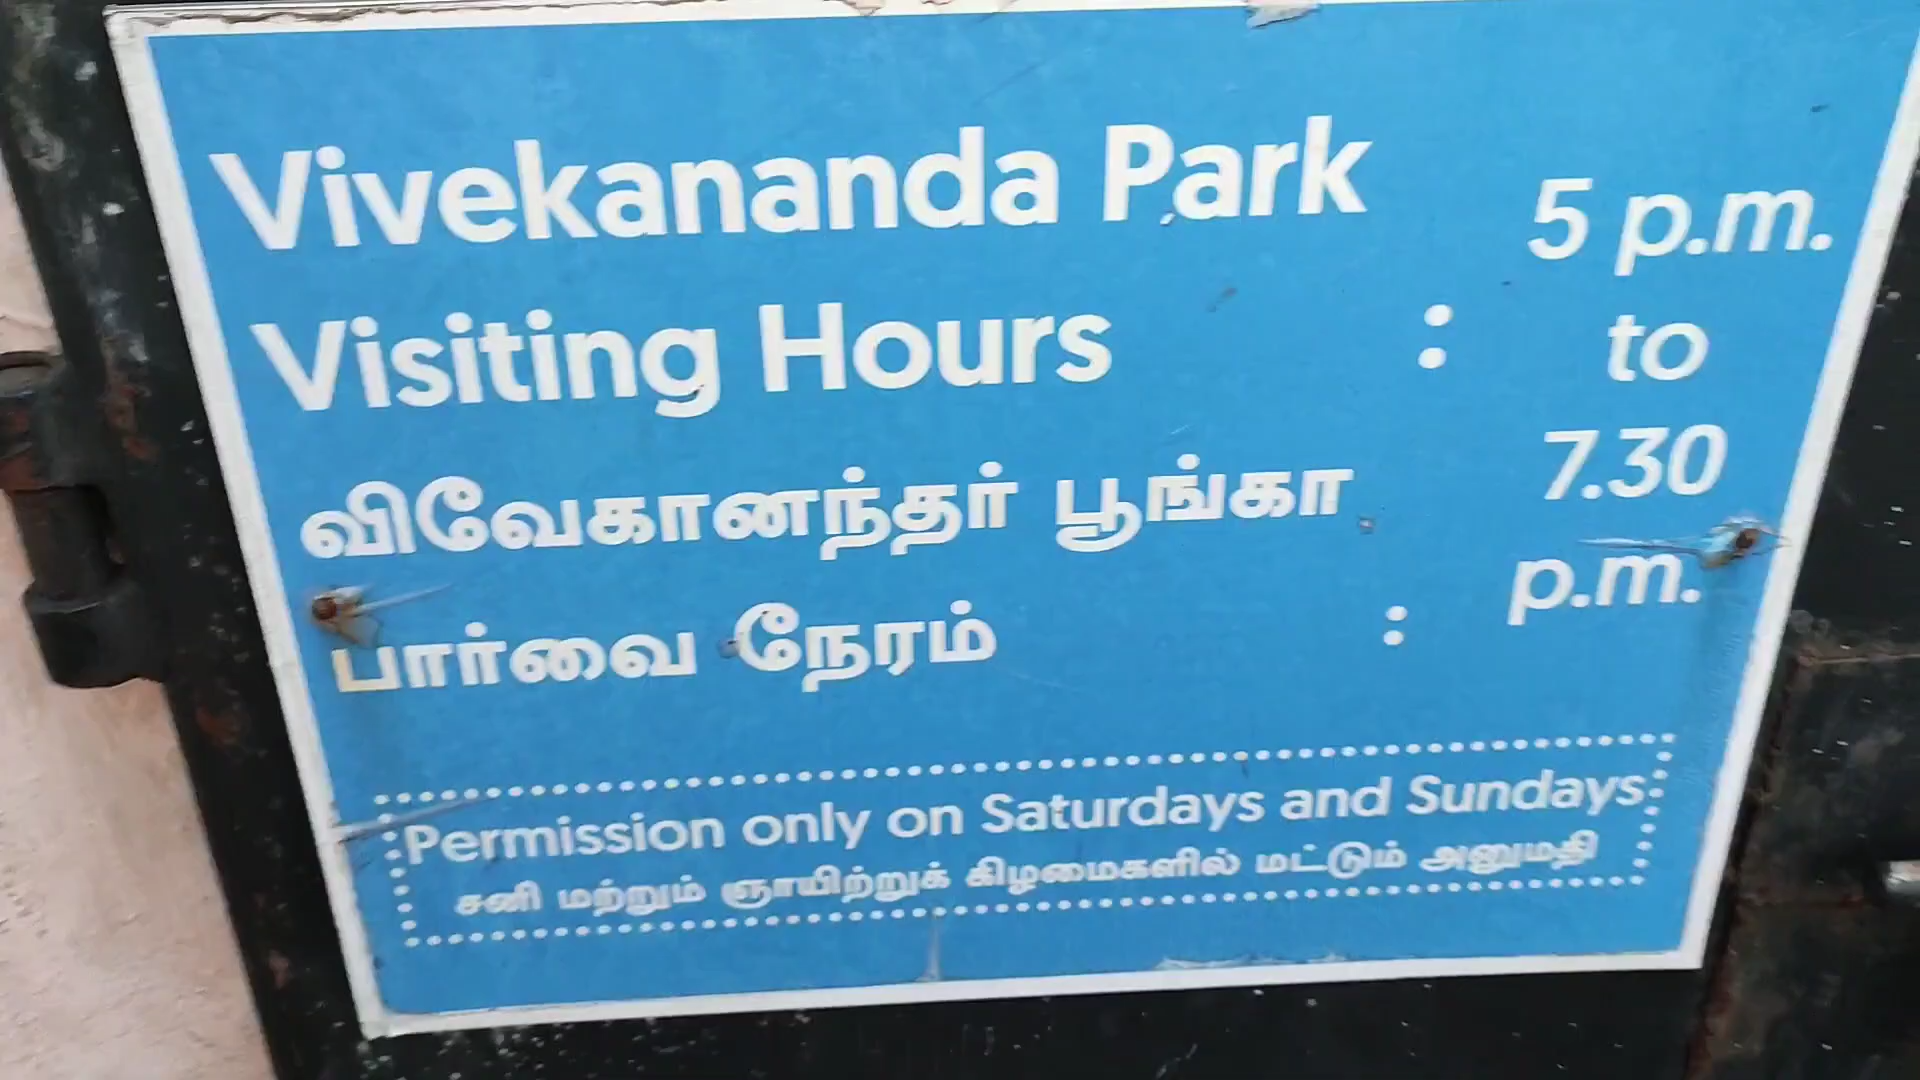 Vivekananda Park
Visiting Hours :
விவேகானந்தர் பூங்கா
பார்வை நேரம் :
5 p.m.
to
7.30
p.m.
Permission only on Saturdays and Sundays
சனி மற்றும் ஞாயிற்றுக் கிழமைகளில் மட்டும் அனுமதி